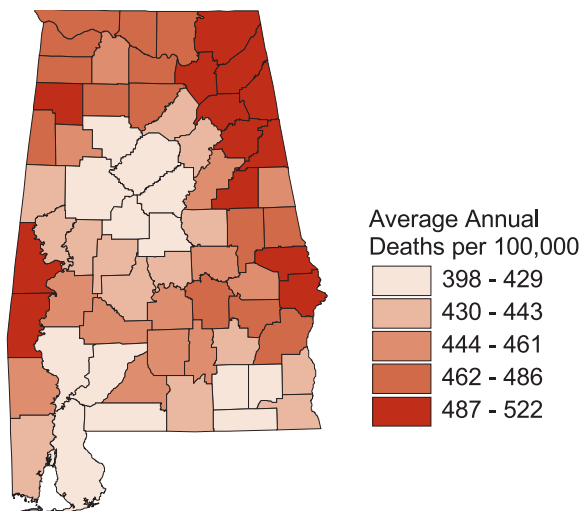 Average Annual
Deaths per 100,000
398 - 429
430 - 443
444 - 461
462 - 486
487 - 522